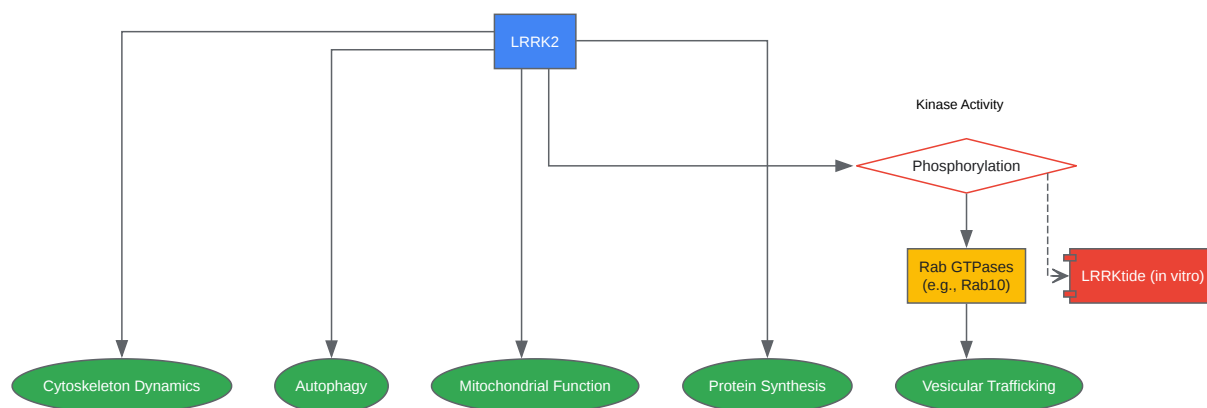 LRRK2
Kinase Activity
Phosphorylation
Rab GTPases
(e.g., Rab10)
LRRKtide (in vitro)
Cytoskeleton Dynamics
Autophagy
Mitochondrial Function
Protein Synthesis
Vesicular Trafficking